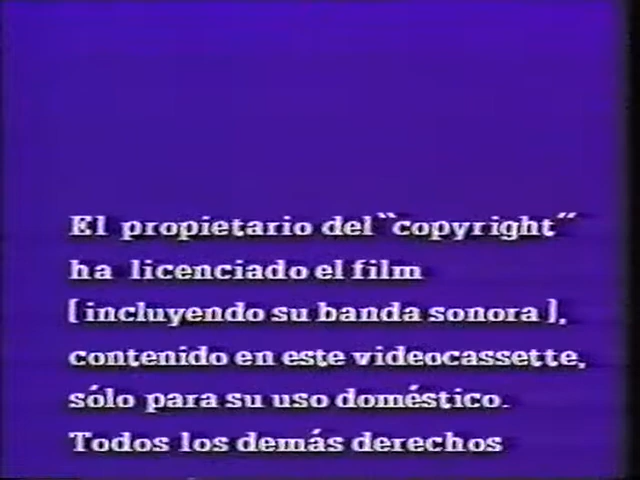 El propietario del "copyright"
ha licenciado el film
[incluyendo su banda sonora],
contenido en este videocassette,
sólo para su uso doméstico.
Todos los demás derechos